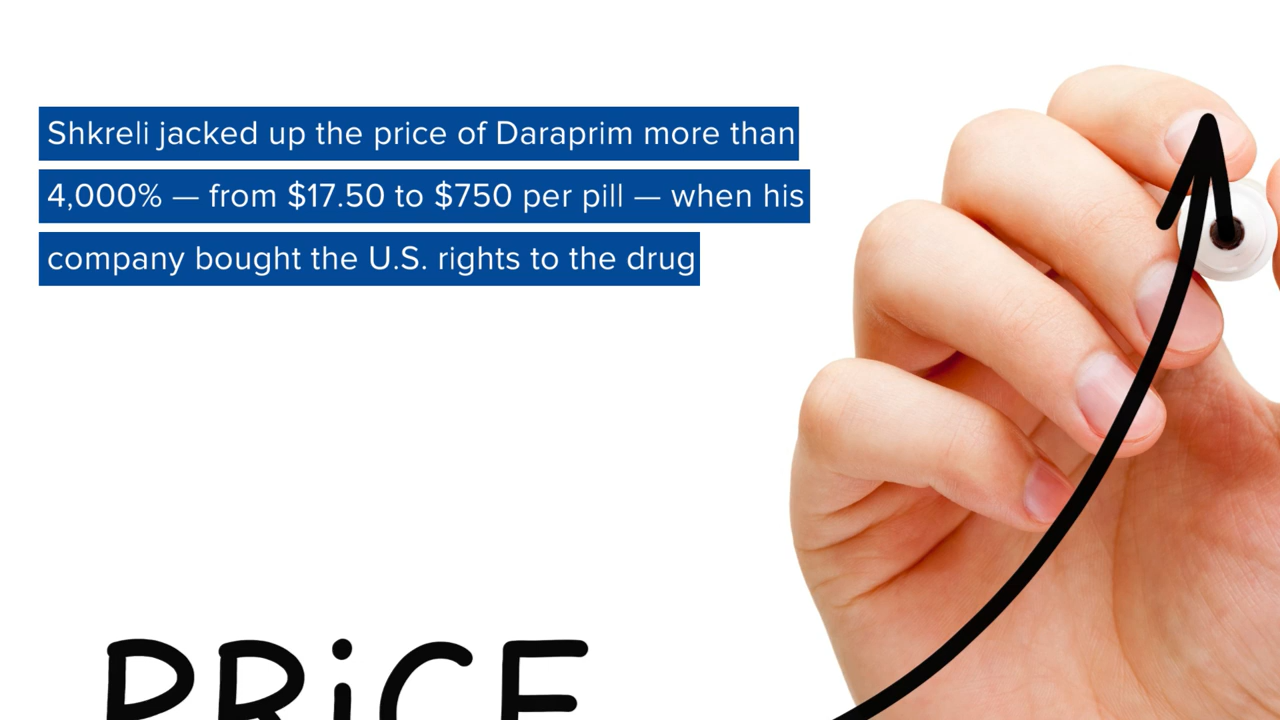 Shkreli jacked up the price of Daraprim more than
4,000% — from $17.50 to $750 per pill — when his
company bought the U.S. rights to the drug
PRiCE